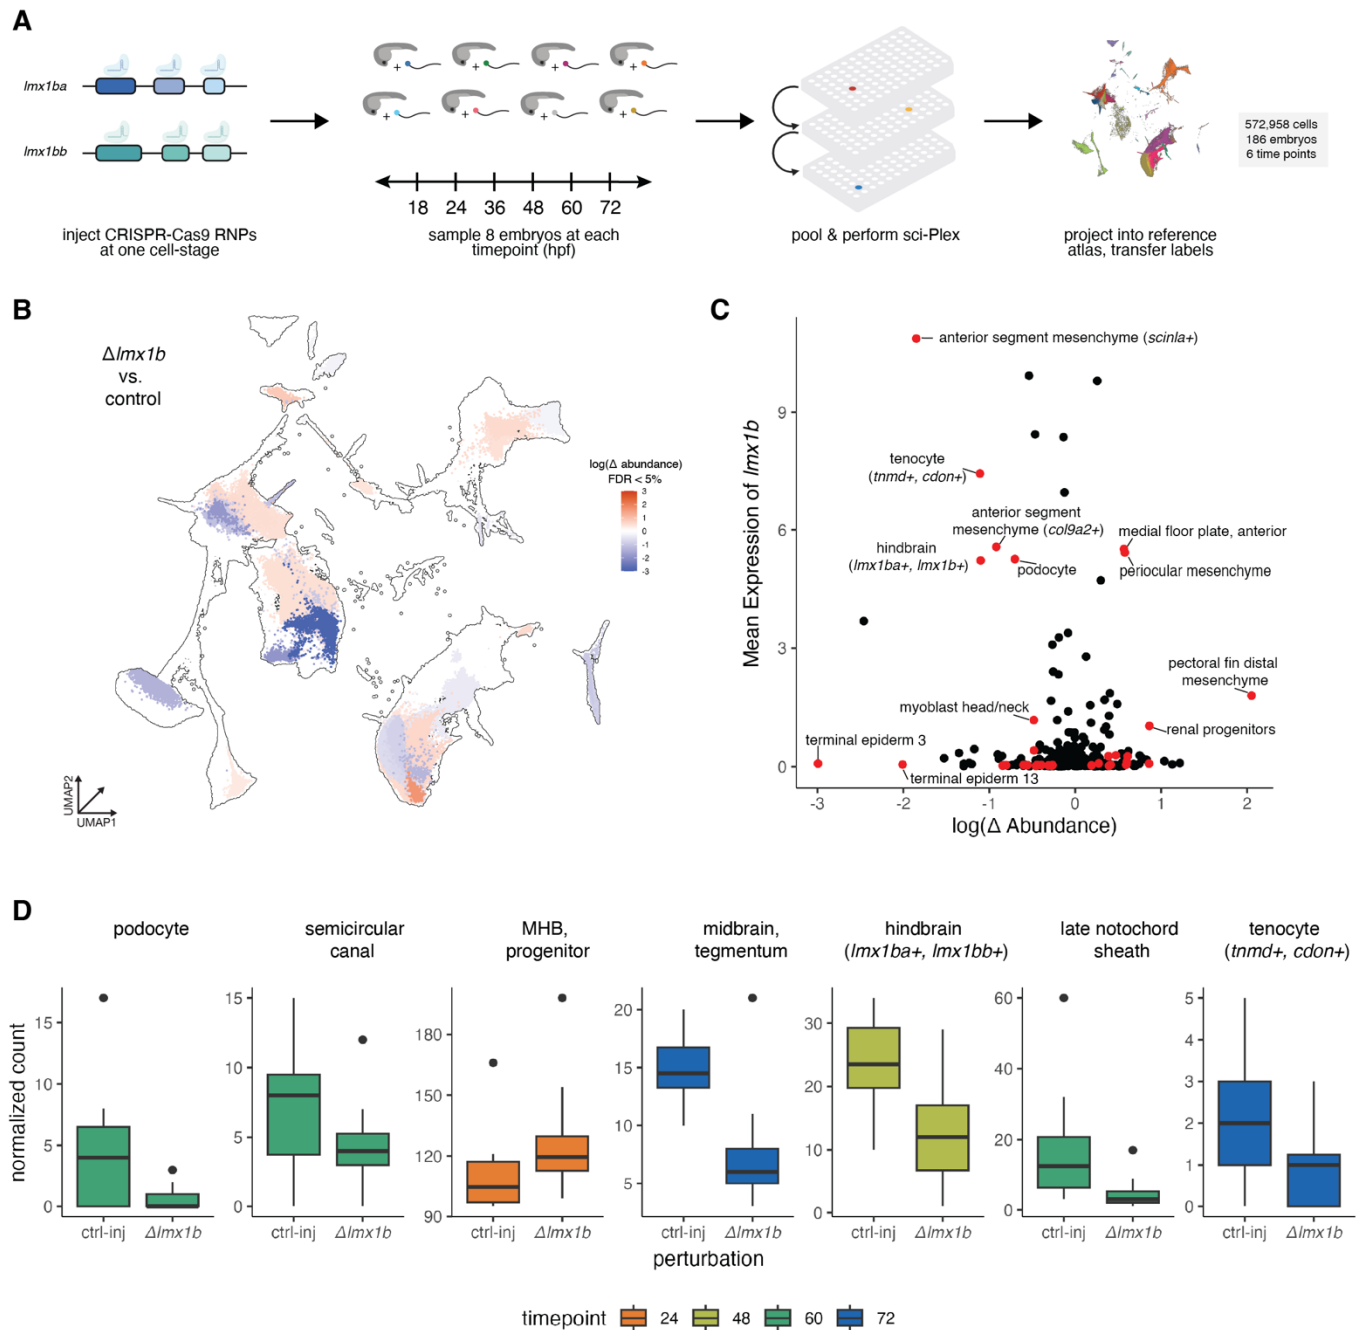 A
lmx1ba
lmx1bb
inject CRISPR-Cas9 RNPs
at one cell-stage
+ + + +
+ + + +
18 24 36 48 60 72
sample 8 embryos at each
timepoint (hpf)
pool & perform sci-Plex
572,958 cells
186 embryos
6 time points
project into reference
atlas, transfer labels
B
Δlmx1b
vs.
control
log(Δ abundance)
FDR < 5%
3
2
1
0
-1
-2
-3
UMAP2
UMAP1
C
Mean Expression of lmx1b
9
6
3
0
anterior segment mesenchyme (scinla+)
tenocyte
(tnmd+, cdon+)
anterior segment
mesenchyme (col9a2+)
hindbrain
(lmx1ba+, lmx1b+)
podocyte
medial floor plate, anterior
periocular mesenchyme
pectoral fin distal
mesenchyme
myoblast head/neck
renal progenitors
terminal epiderm 3
terminal epiderm 13
-3 -2 -1 0 1 2
log(Δ Abundance)
D
normalized count
podocyte
15
10
5
0
ctrl-inj Δlmx1b
semicircular
canal
15
10
5
0
ctrl-inj Δlmx1b
MHB,
progenitor
180
150
120
90
ctrl-inj Δlmx1b
midbrain,
tegmentum
20
15
10
5
ctrl-inj Δlmx1b
hindbrain
(lmx1ba+, lmx1bb+)
30
20
10
0
ctrl-inj Δlmx1b
late notochord
sheath
60
40
20
0
ctrl-inj Δlmx1b
tenocyte
(tnmd+, cdon+)
5
4
3
2
1
0
ctrl-inj Δlmx1b
perturbation
timepoint 24 48 60 72